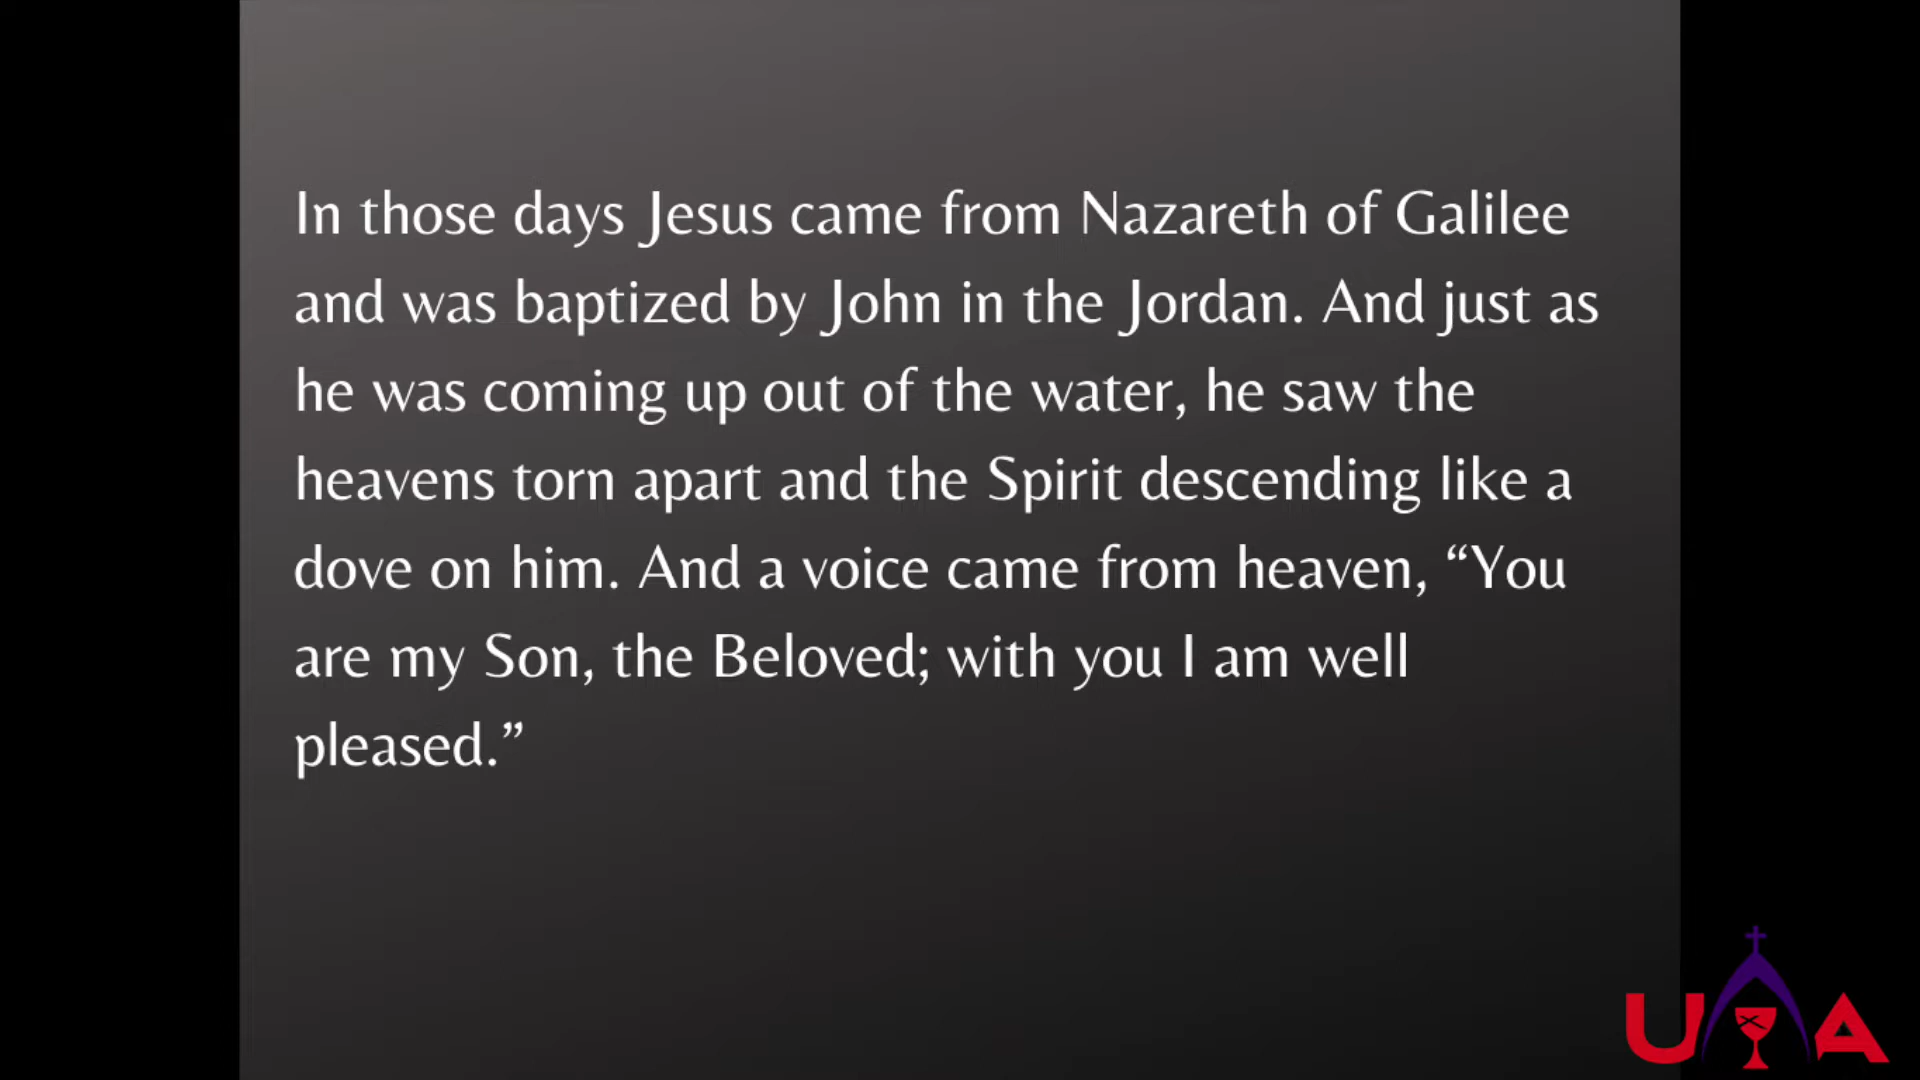 In those days Jesus came from Nazareth of Galilee
and was baptized by John in the Jordan. And just as
he was coming up out of the water, he saw the
heavens torn apart and the Spirit descending like a
dove on him. And a voice came from heaven, “You
are my Son, the Beloved; with you I am well
pleased.”
U A